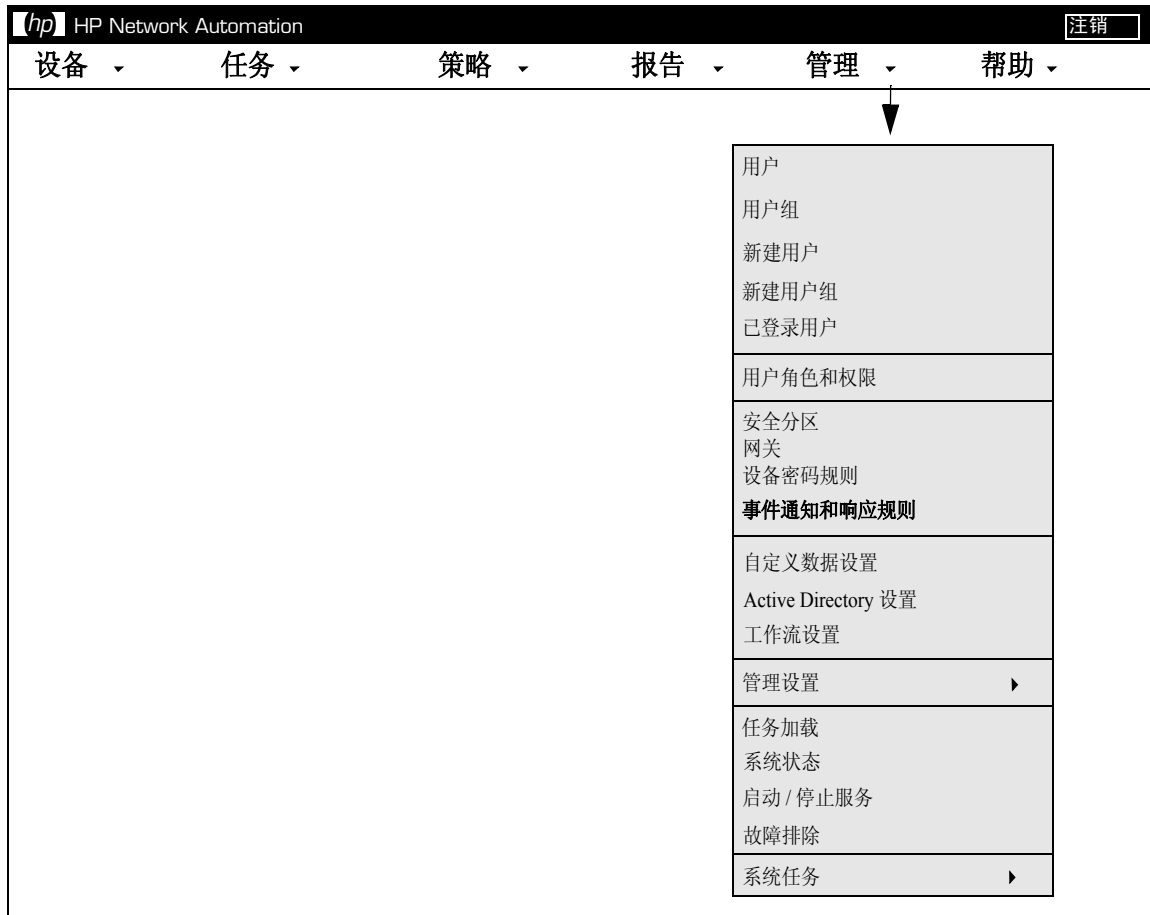 hp HP Network Automation 注销
设备 任务 策略 报告 管理 帮助
用户
用户组
新建用户
新建用户组
已登录用户
用户角色和权限
安全分区
网关
设备密码规则
事件通知和响应规则
自定义数据设置
Active Directory 设置
工作流设置
管理设置
任务加载
系统状态
启动 / 停止服务
故障排除
系统任务